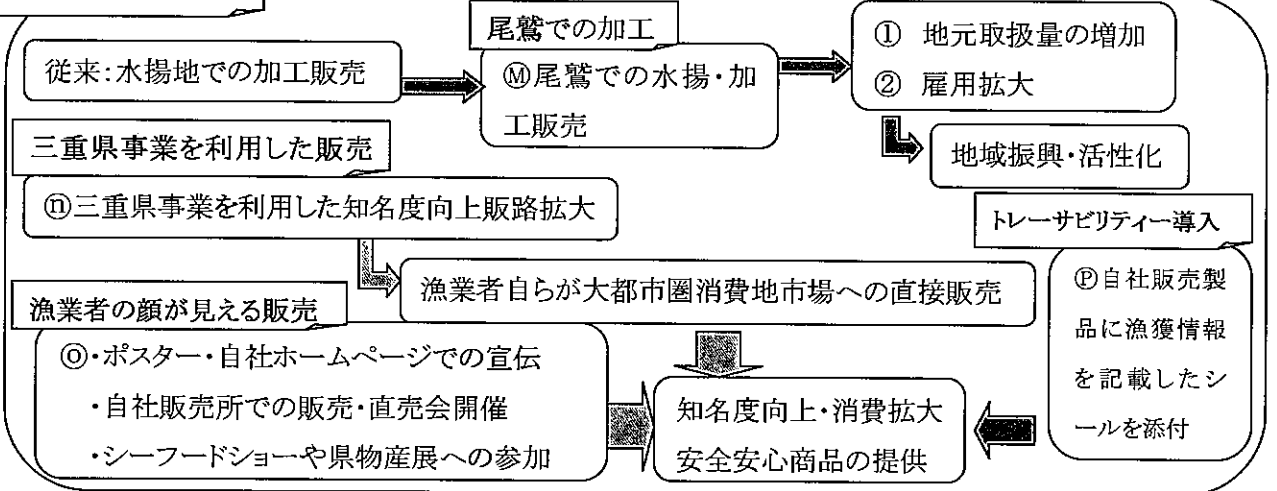 尾鷲での加工
従来:水揚地での加工販売
Ⓜ尾鷲での水揚・加
工販売
① 地元取扱量の増加
② 雇用拡大
地域振興・活性化
三重県事業を利用した販売
ⓝ三重県事業を利用した知名度向上販路拡大
漁業者自らが大都市圏消費地市場への直接販売
漁業者の顔が見える販売
ⓞ・ポスター・自社ホームページでの宣伝
・自社販売所での販売・直売会開催
・シーフードショーや県物産展への参加
知名度向上・消費拡大
安全安心商品の提供
トレーサビリティー導入
Ⓟ自社販売製
品に漁獲情報
を記載したシ
ールを添付